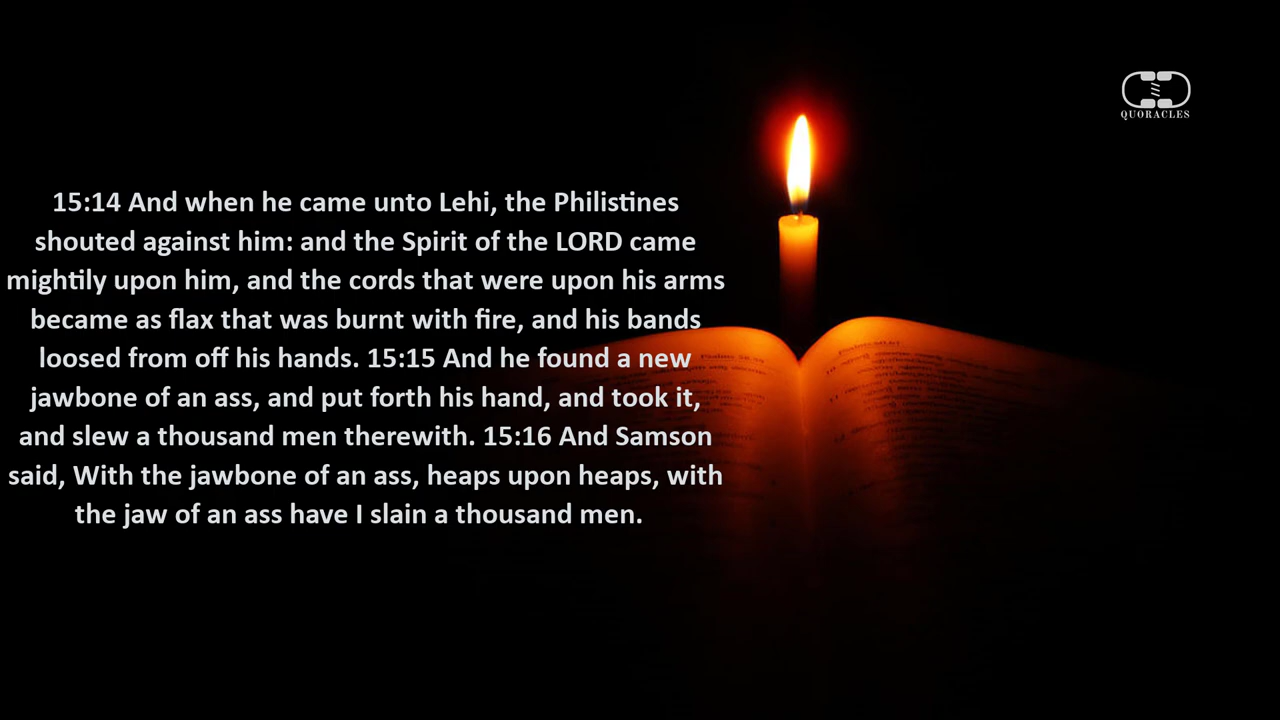 QUORACLES
15:14 And when he came unto Lehi, the Philistines
shouted against him: and the Spirit of the LORD came
mightily upon him, and the cords that were upon his arms
became as flax that was burnt with fire, and his bands
loosed from off his hands. 15:15 And he found a new
jawbone of an ass, and put forth his hand, and took it,
and slew a thousand men therewith. 15:16 And Samson
said, With the jawbone of an ass, heaps upon heaps, with
the jaw of an ass have I slain a thousand men.